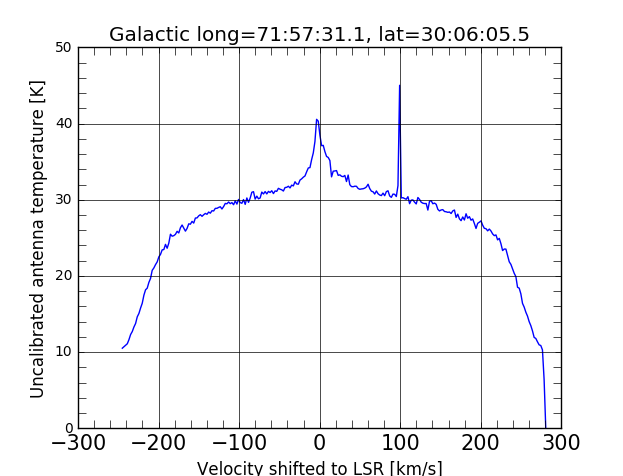 Galactic long=71:57:31.1, lat=30:06:05.5
50
40
30
20
10
0
Uncalibrated antenna temperature [K]
−300 −200 −100 0 100 200 300
Velocity shifted to LSR [km/s]